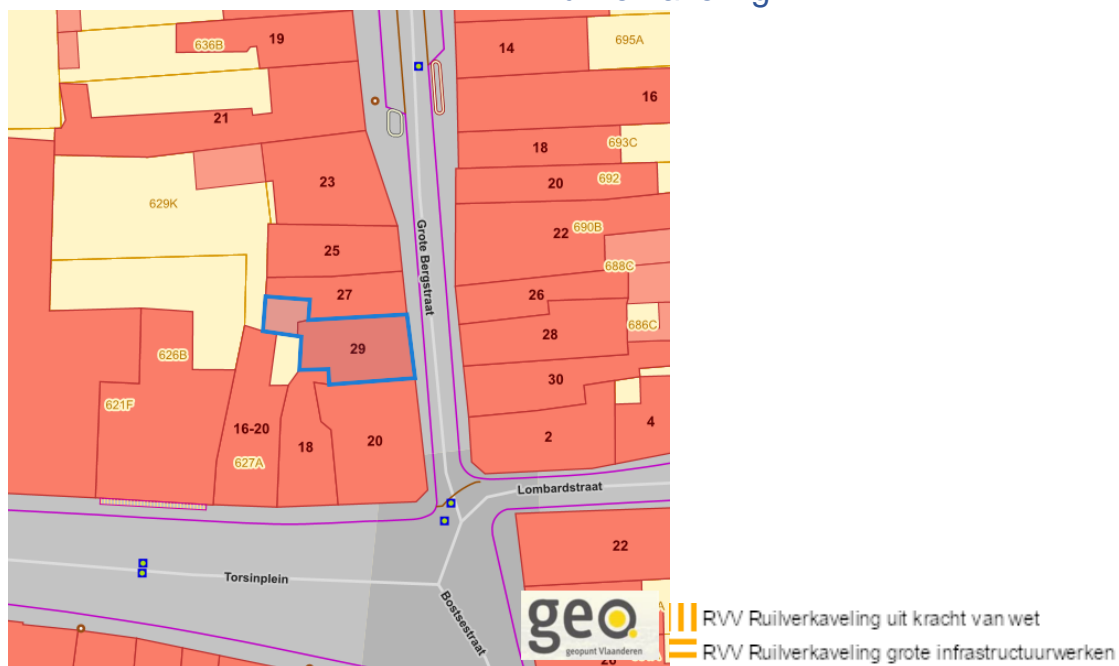 19
636B
14
695A
16
21
18
693C
23
20
692
629K
Grote Bergstraat
22
690B
25
688C
27
26
28
686C
29
626B
30
621F
16-20
627A
18
20
2
4
Lombardstraat
22
Torsinplein
Bostsestraat
geo.
geopunt Vlaanderen
RVV Ruilverkaveling uit kracht van wet
RVV Ruilverkaveling grote infrastructuurwerken